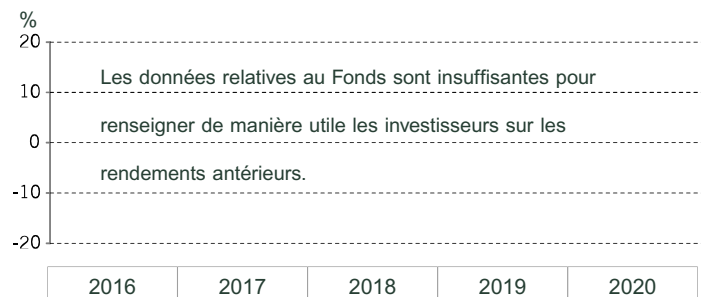 %
20
Les données relatives au Fonds sont insuffisantes pour
10
renseigner de manière utile les investisseurs sur les
0
rendements antérieurs.
-10
-20
2016 2017 2018 2019 2020